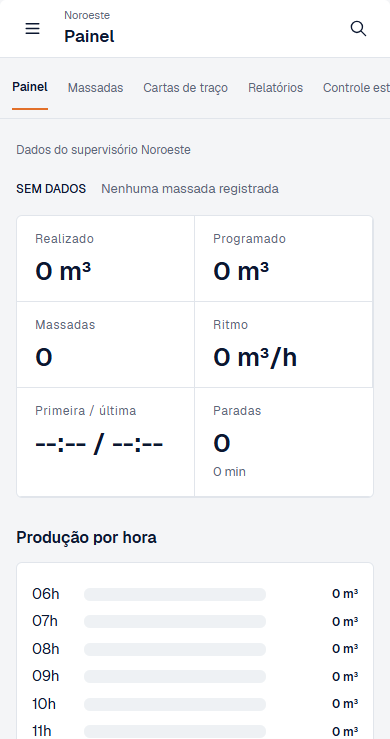 Noroeste
Painel
Painel Massadas Cartas de traço Relatórios Controle est
Dados do supervisório Noroeste
SEM DADOS Nenhuma massada registrada
Realizado Programado
0 m³ 0 m³
Massadas Ritmo
0 0 m³/h
Primeira / última Paradas
--:-- / --:-- 0
0 min
Produção por hora
06h 0 m³
07h 0 m³
08h 0 m³
09h 0 m³
10h 0 m³
11h 0 m³